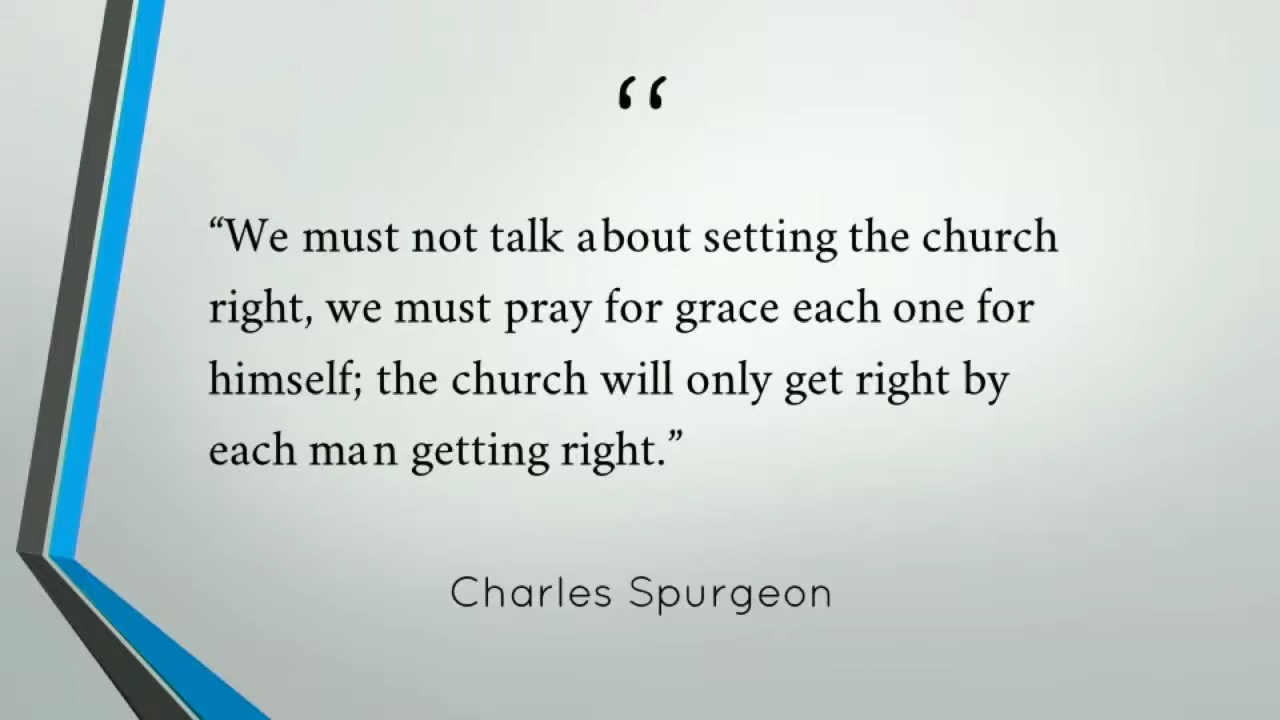 “
“We must not talk about setting the church
right, we must pray for grace each one for
himself; the church will only get right by
each man getting right.”
Charles Spurgeon